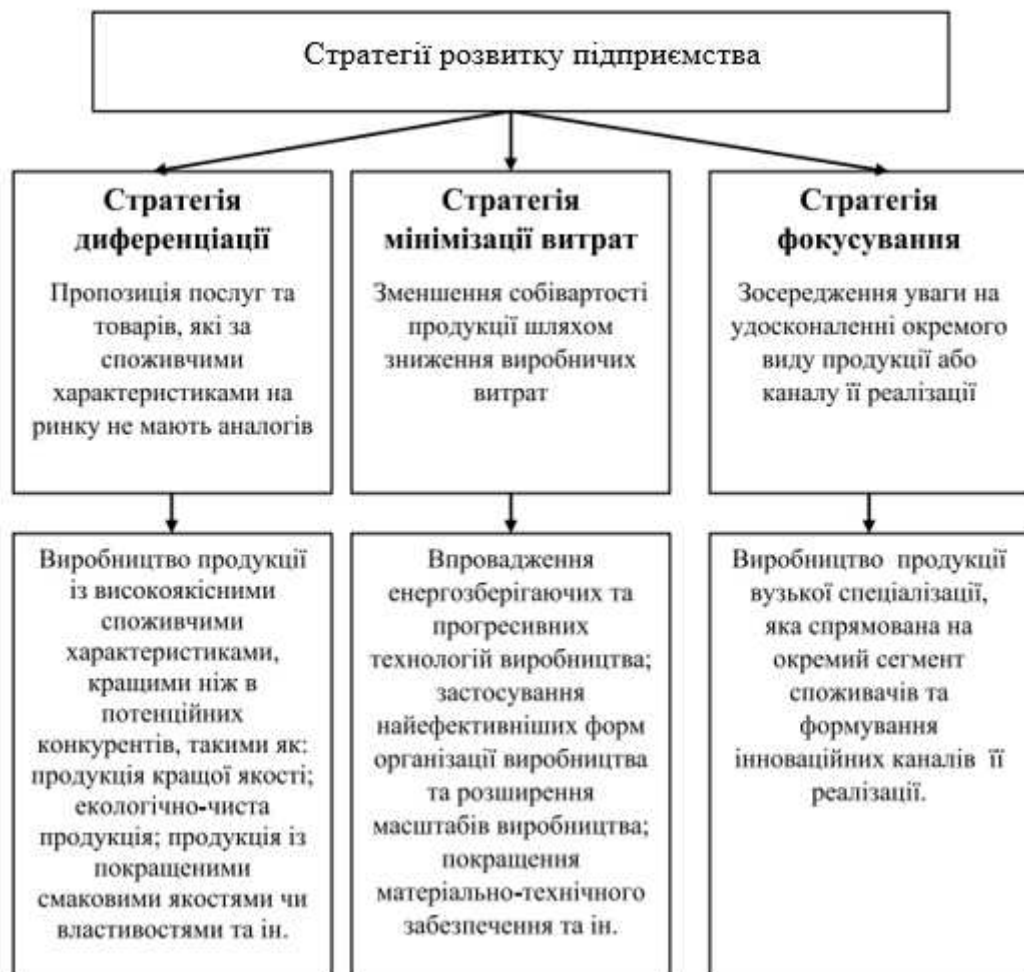 Стратегії розвитку підприємства
Стратегія
диференціації
Пропозиція послуг та
товарів, які за
споживчими
характеристиками на
ринку не мають аналогів
Стратегія
мінімізації витрат
Зменшення собівартості
продукції шляхом
зниження виробничих
витрат
Стратегія
фокусування
Зосередження уваги на
удосконаленні окремого
виду продукції або
каналу її реалізації
Виробництво продукції
із високоякісними
споживчими
характеристиками,
кращими ніж в
потенційних
конкурентів, такими як:
продукція кращої якості;
екологічно-чиста
продукція; продукція із
покращеними
смаковими якостями чи
властивостями та ін.
Впровадження
енергозберігаючих та
прогресивних
технологій виробництва;
застосування
найефективніших форм
організації виробництва
та розширення
масштабів виробництва;
покращення
матеріально-технічного
забезпечення та ін.
Виробництво продукції
вузької спеціалізації,
яка спрямована на
окремий сегмент
споживачів та
формування
інноваційних каналів її
реалізації.